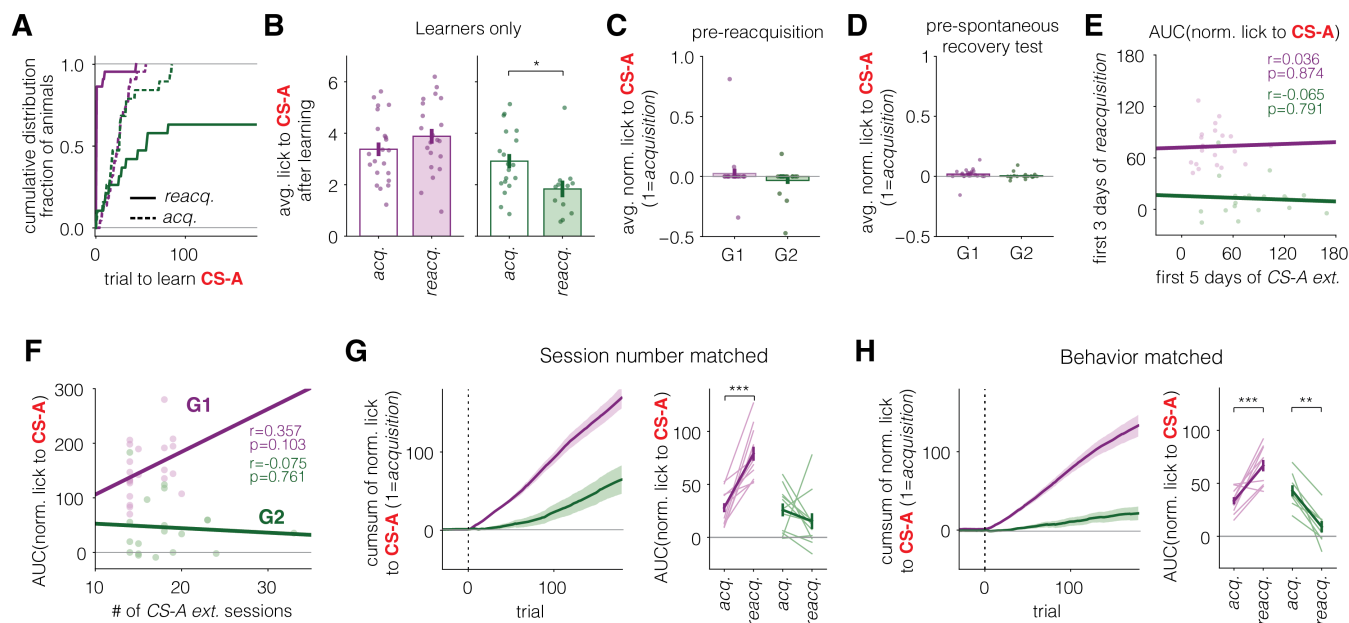 A
cumulative distribution
fraction of animals
1.0
0.5
0.0
reacq.
acq.
0
100
trial to learn CS-A
B
Learners only
avg. lick to CS-A
after learning
6
4
2
0
*
acq.
reacq.
acq.
reacq.
C
pre-reacquisition
avg. norm. lick to CS-A
(1=acquisition)
1
0.5
0.0
−0.5
G1
G2
D
pre-spontaneous
recovery test
avg. norm. lick to CS-A
(1=acquisition)
1
0.5
0
−0.5
G1
G2
E
AUC(norm. lick to CS-A)
first 3 days of reacquisition
180
120
60
0
r=0.036
p=0.874
r=-0.065
p=0.791
0
60
120
180
first 5 days of CS-A ext.
F
AUC(norm. lick to CS-A)
300
200
100
0
G1
r=0.357
p=0.103
r=-0.075
p=0.761
G2
10
20
30
# of CS-A ext. sessions
G
Session number matched
cumsum of norm. lick
to CS-A (1=acquisition)
100
0
0
100
trial
AUC(norm. lick to CS-A)
100
50
0
***
acq.
reacq.
acq.
reacq.
H
Behavior matched
cumsum of norm. lick
to CS-A (1=acquisition)
100
0
0
100
trial
AUC(norm. lick to CS-A)
100
50
0
***
**
acq.
reacq.
acq.
reacq.